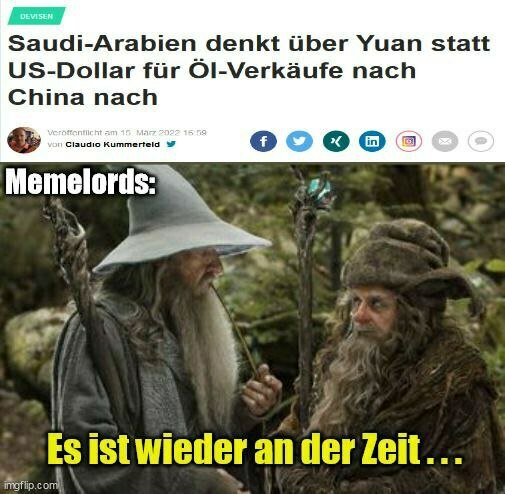 DEVISEN
Saudi-Arabien denkt über Yuan statt
US-Dollar für Öl-Verkäufe nach
China nach
Veröffentlicht am 15. März 2022 16:59
von Claudio Kummerfeld
Memelords:
Es ist wieder an der Zeit . . .
imgflip.com